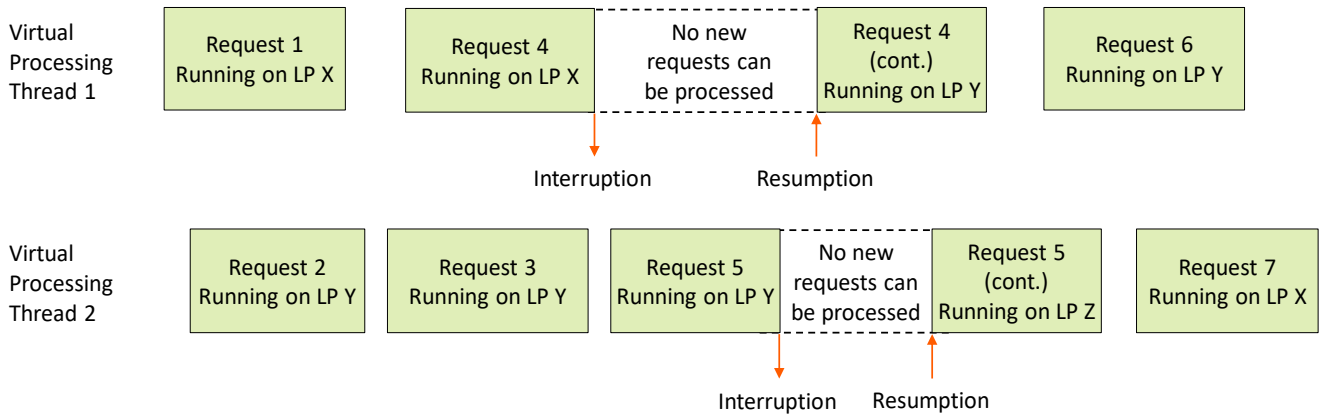 Virtual
Processing
Thread 1
Request 1
Running on LP X
Request 4
Running on LP X
No new
requests can
be processed
Request 4
(cont.)
Running on LP Y
Request 6
Running on LP Y
Interruption
Resumption
Virtual
Processing
Thread 2
Request 2
Running on LP Y
Request 3
Running on LP Y
Request 5
Running on LP Y
No new
requests can
be processed
Request 5
(cont.)
Running on LP Z
Request 7
Running on LP X
Interruption
Resumption